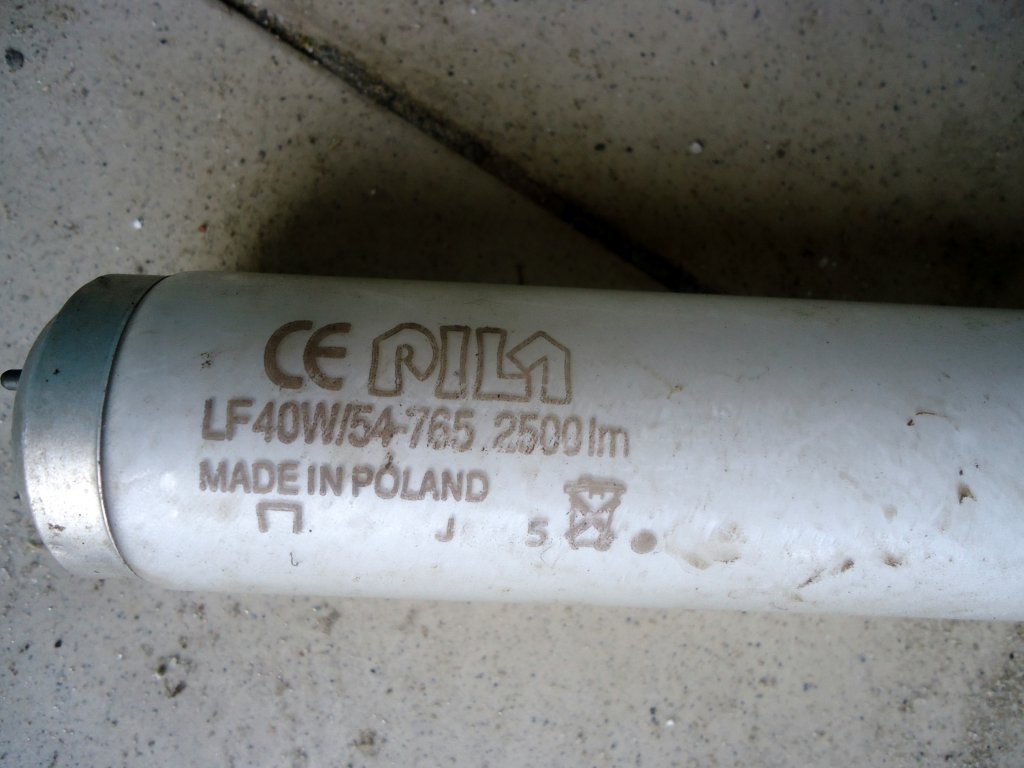 CE PILA
LF40W/54-765 2500lm
MADE IN POLAND
J 5